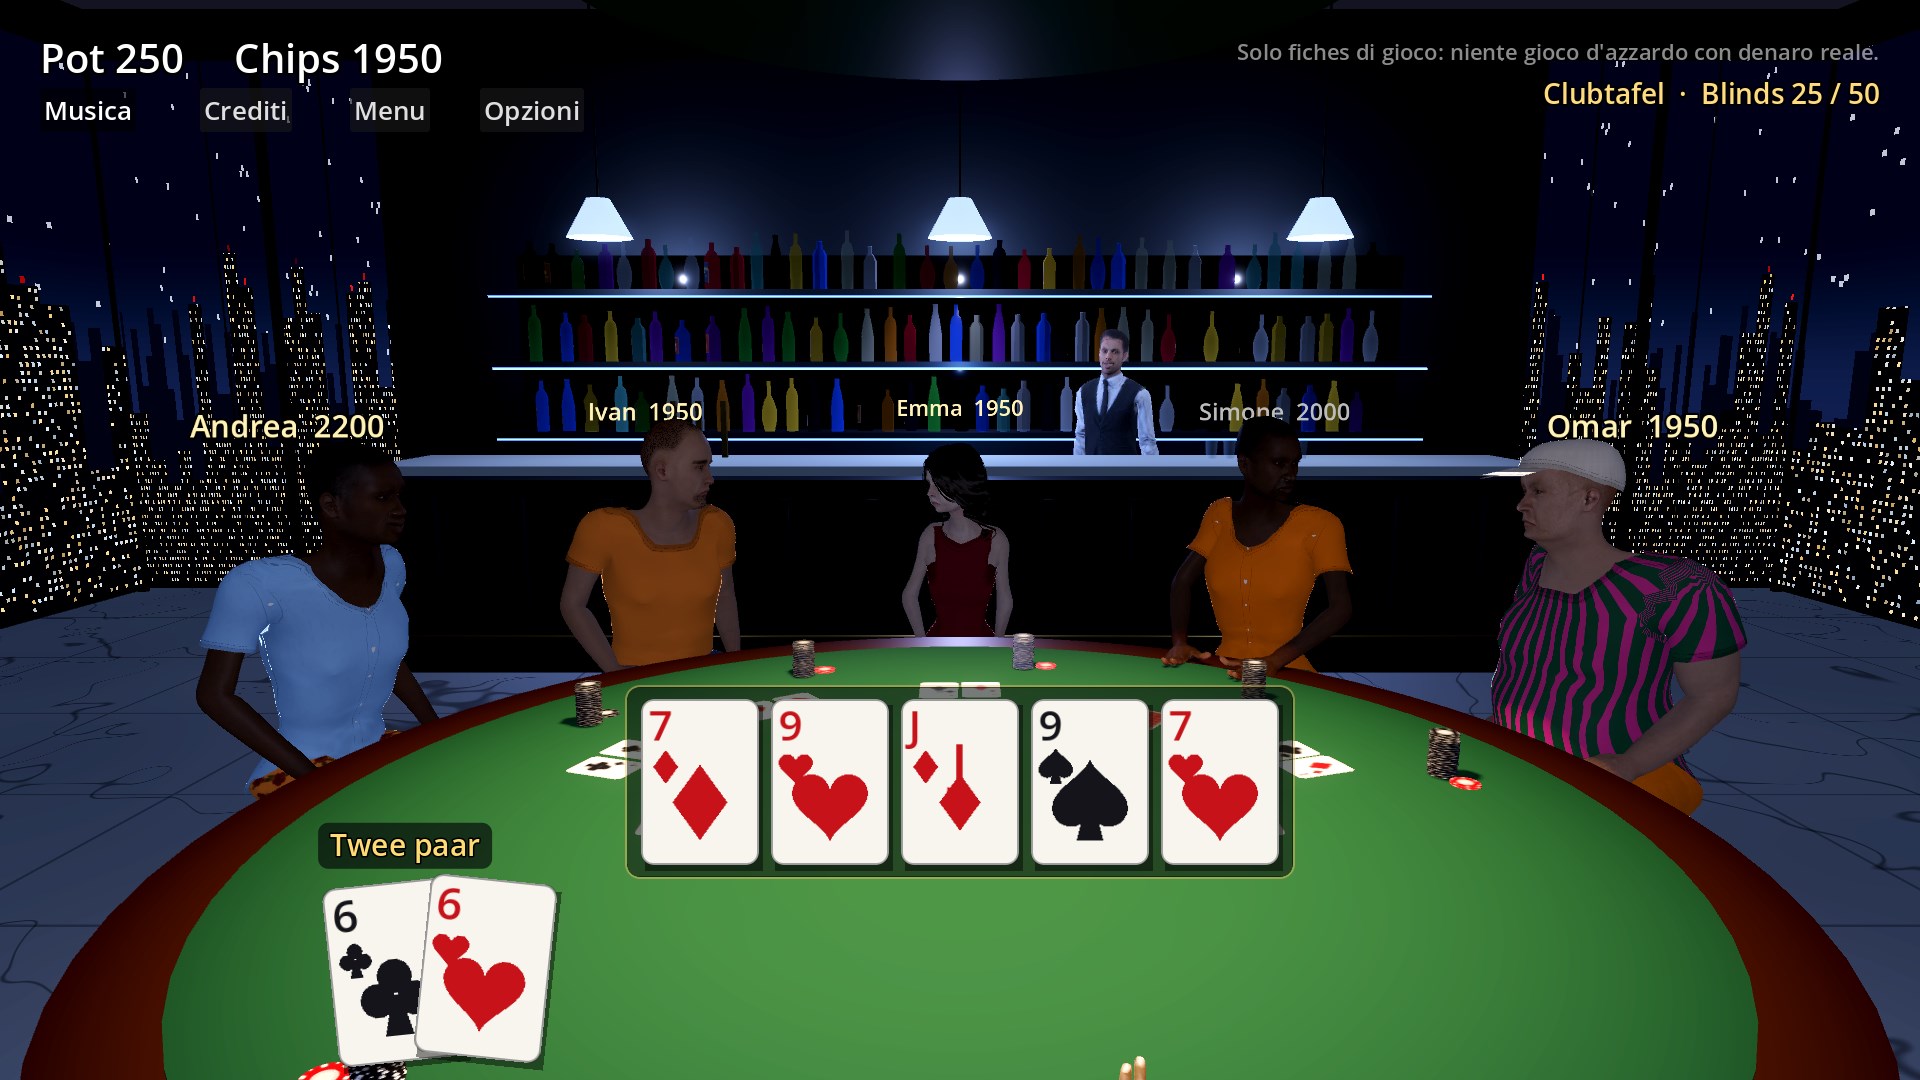 Pot 250 Chips 1950
Solo fiches di gioco: niente gioco d'azzardo con denaro reale.
Clubtafel · Blinds 25 / 50
Musica Crediti Menu Opzioni
Andrea 2200
Ivan 1950
Emma 1950
Simone 2000
Omar 1950
7 9 J 9 7
Twee paar
6 6